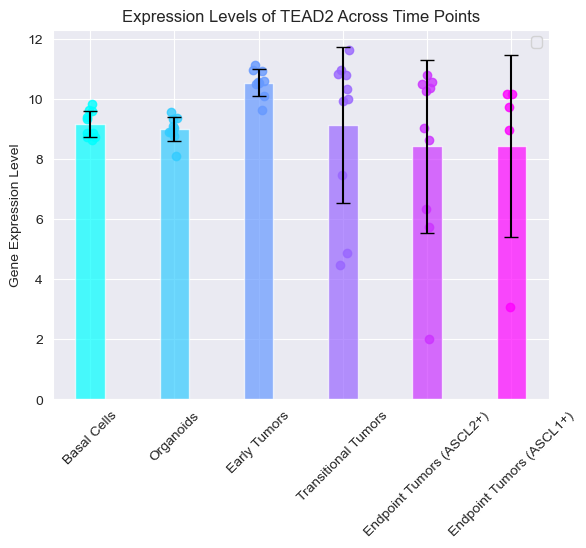 Expression Levels of TEAD2 Across Time Points
Gene Expression Level
12
10
8
6
4
2
0
Basal Cells
Organoids
Early Tumors
Transitional Tumors
Endpoint Tumors (ASCL2+)
Endpoint Tumors (ASCL1+)